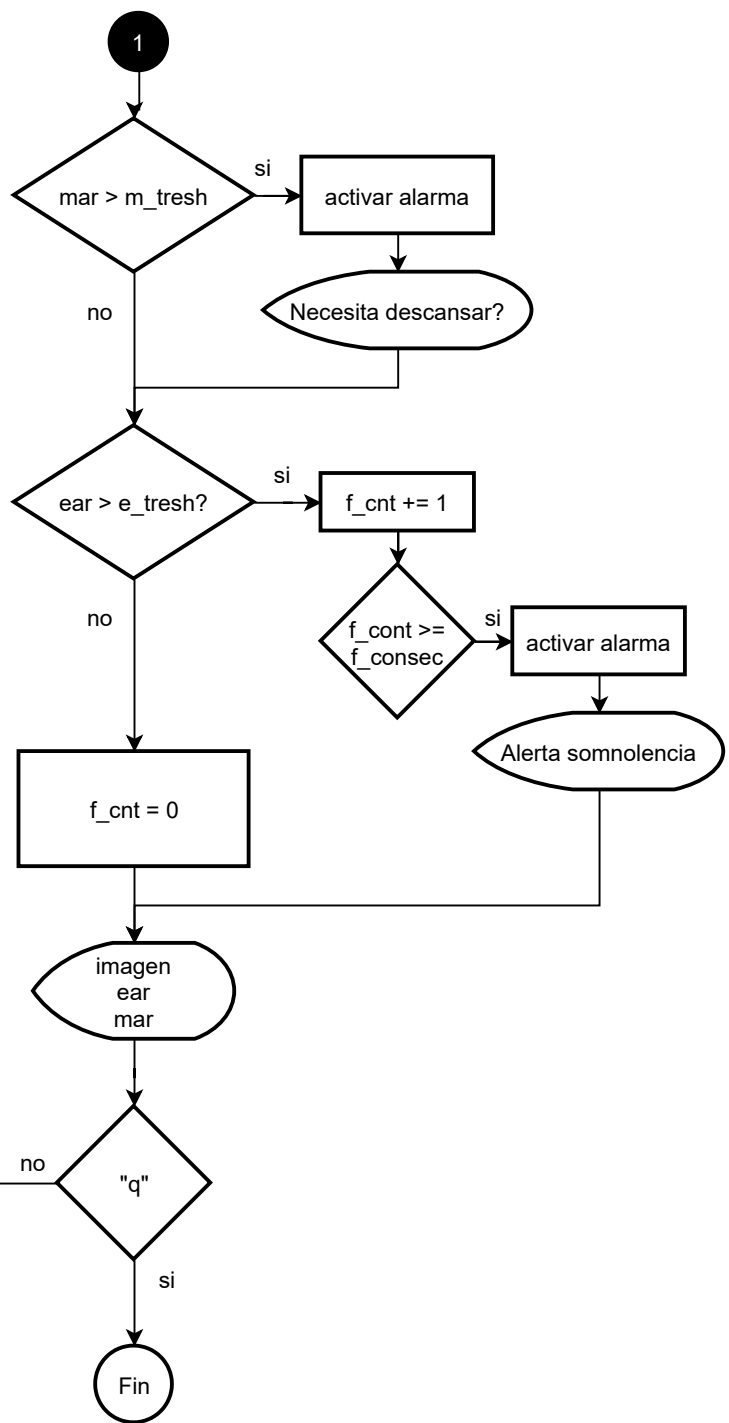 1
mar > m_tresh
si
activar alarma
no
Necesita descansar?
ear > e_tresh?
si
f_cnt += 1
no
f_cont >=
f_consec
si
activar alarma
Alerta somnolencia
f_cnt = 0
imagen
ear
mar
no
"q"
si
Fin